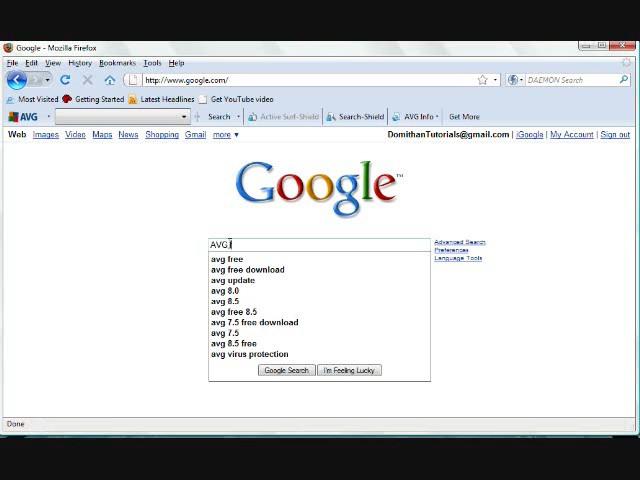 Google - Mozilla Firefox
File Edit View History Bookmarks Tools Help
http://www.google.com/ DAEMON Search
Most Visited Getting Started Latest Headlines Get YouTube video
AVG Search Active Surf-Shield Search-Shield AVG Info Get More
Web Images Video Maps News Shopping Gmail more ▼ DomithanTutorials@gmail.com | iGoogle | My Account | Sign out
Google™
AVG
Advanced Search
Preferences
Language Tools
avg free
avg free download
avg update
avg 8.0
avg 8.5
avg free 8.5
avg 7.5 free download
avg 7.5
avg 8.5 free
avg virus protection
Google Search I'm Feeling Lucky
Done